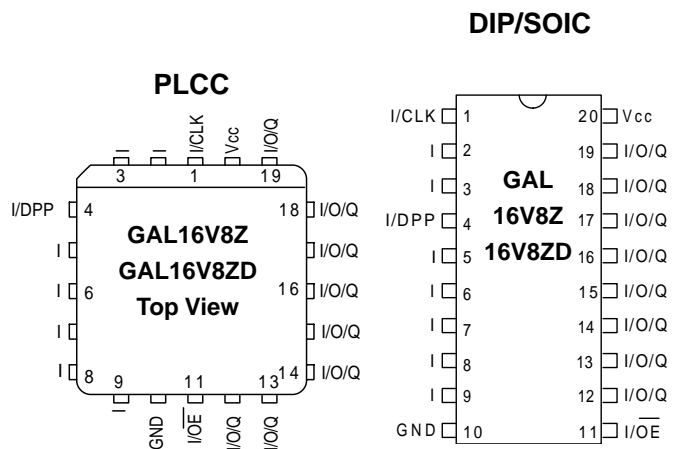 DIP/SOIC
PLCC
I I I/CLK Vcc I/O/Q
3 1 19
I/DPP 4 18 I/O/Q
I I/O/Q
I 6 16 I/O/Q
I I/O/Q
I 8 14 I/O/Q
GAL16V8Z
GAL16V8ZD
Top View
9 11 13
I GND I/OE I/O/Q I/O/Q
I/CLK 1 20 Vcc
I 2 19 I/O/Q
I 3 18 I/O/Q
I/DPP 4 17 I/O/Q
I 5 16 I/O/Q
I 6 15 I/O/Q
I 7 14 I/O/Q
I 8 13 I/O/Q
I 9 12 I/O/Q
GND 10 11 I/OE
GAL
16V8Z
16V8ZD